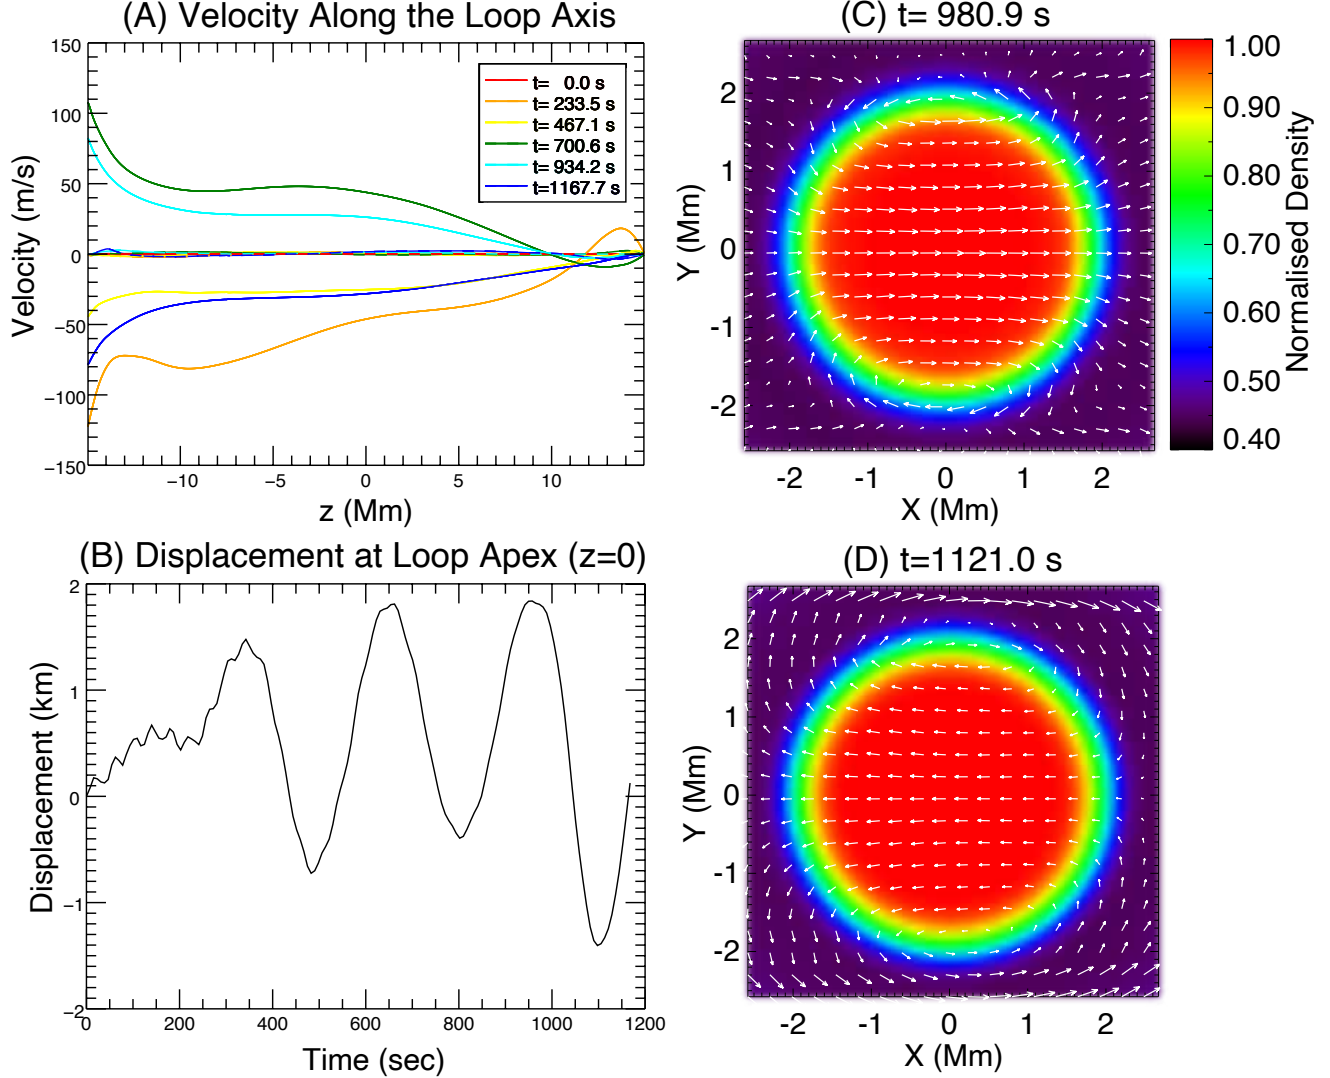 (A) Velocity Along the Loop Axis
150
100
50
0
−50
−100
−150
Velocity (m/s)
t= 0.0 s
t= 233.5 s
t= 467.1 s
t= 700.6 s
t= 934.2 s
t=1167.7 s
−10 −5 0 5 10
z (Mm)
(C) t= 980.9 s
2
1
0
-1
-2
Y (Mm)
-2 -1 0 1 2
X (Mm)
1.00
0.90
0.80
0.70
0.60
0.50
0.40
Normalised Density
(B) Displacement at Loop Apex (z=0)
2
1
0
−1
−2
Displacement (km)
0 200 400 600 800 1000 1200
Time (sec)
(D) t=1121.0 s
2
1
0
-1
-2
Y (Mm)
-2 -1 0 1 2
X (Mm)